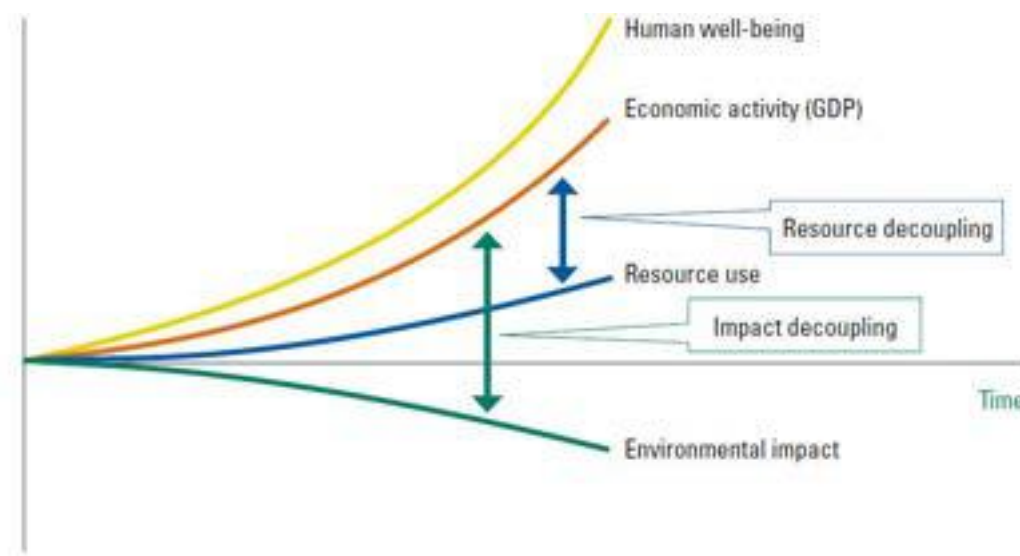 Human well-being
Economic activity (GDP)
Resource decoupling
Resource use
Impact decoupling
Time
Environmental impact